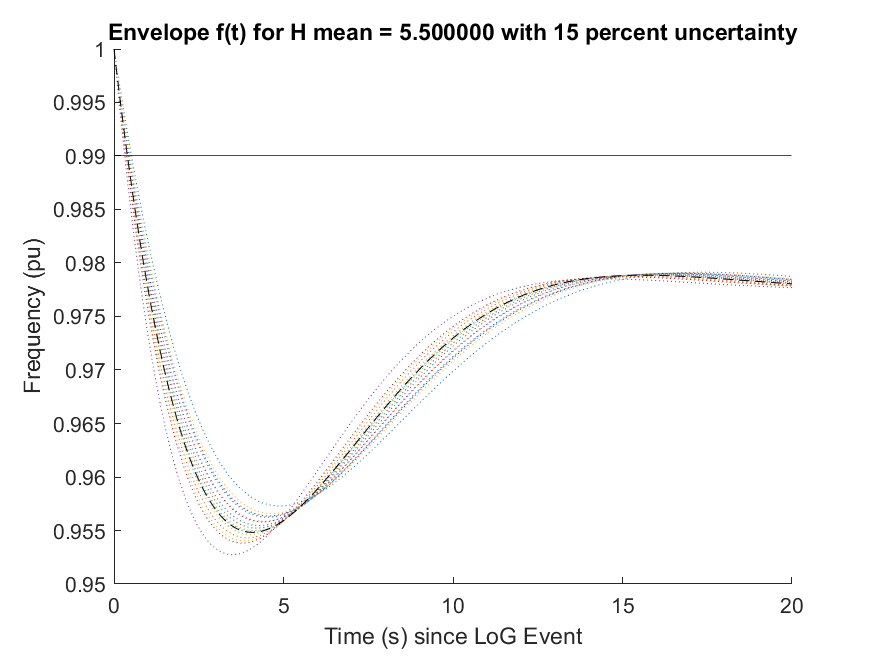 Envelope f(t) for H mean = 5.500000 with 15 percent uncertainty
1
0.995
0.99
0.985
0.98
0.975
0.97
0.965
0.96
0.955
0.95
Frequency (pu)
0 5 10 15 20
Time (s) since LoG Event